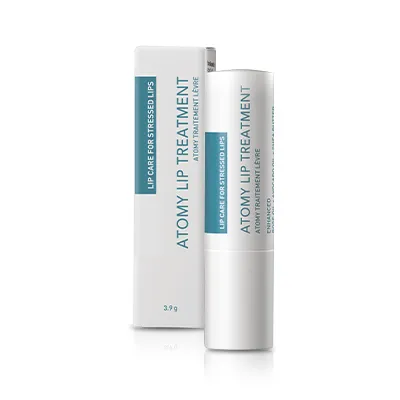 LIP CARE FOR STRESSED LIPS
ATOMY LIP TREATMENT
ATOMY TRAITEMENT LÈVRE
3.9 g
LIP CARE FOR STRESSED LIPS
ATOMY LIP TREATMENT
ATOMY TRAITEMENT LÈVRE
ENHANCED